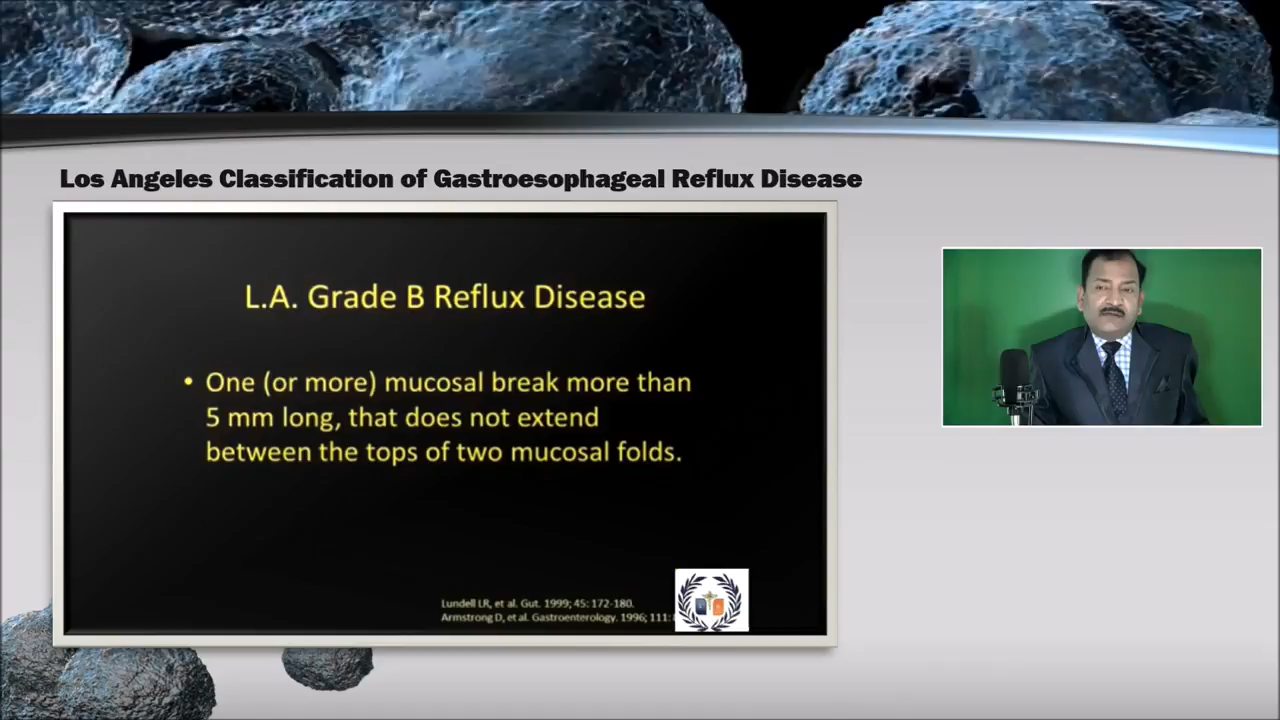 Los Angeles Classification of Gastroesophageal Reflux Disease
L.A. Grade B Reflux Disease
• One (or more) mucosal break more than
5 mm long, that does not extend
between the tops of two mucosal folds.
Lundell LR, et al. Gut. 1999; 45: 172-180.
Armstrong D, et al. Gastroenterology. 1996; 111: